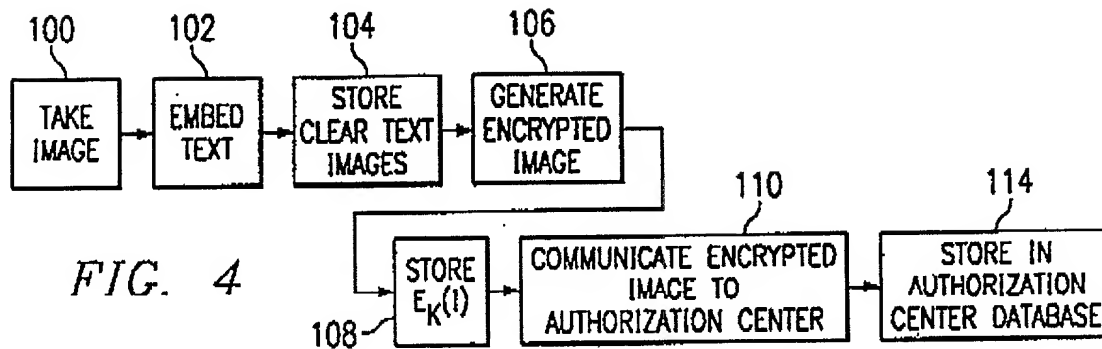 100
TAKE
IMAGE
102
EMBED
TEXT
104
STORE
CLEAR TEXT
IMAGES
106
GENERATE
ENCRYPTED
IMAGE
FIG. 4
108
STORE
E_K(I)
110
COMMUNICATE ENCRYPTED
IMAGE TO
AUTHORIZATION CENTER
114
STORE IN
AUTHORIZATION
CENTER DATABASE